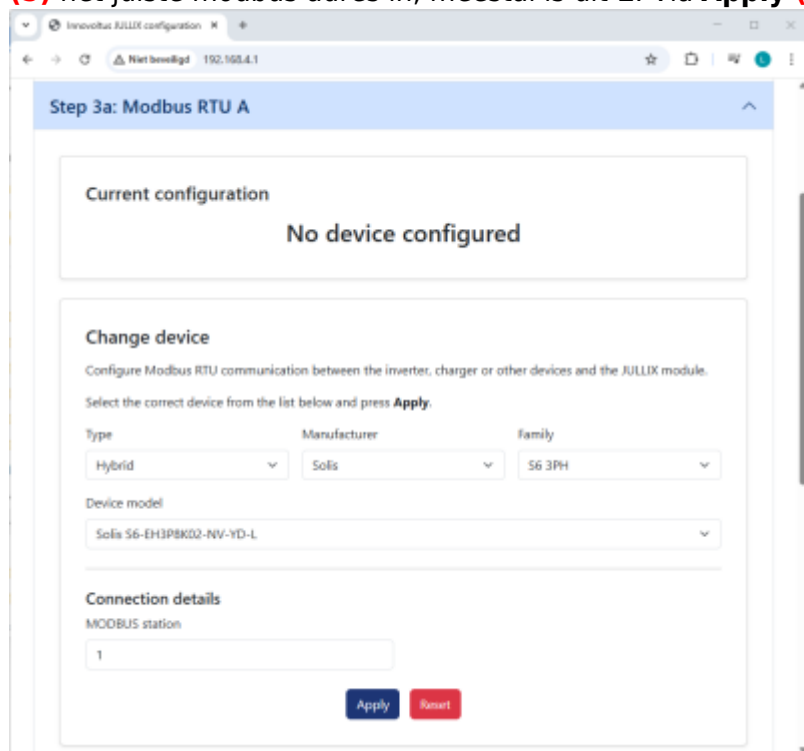 (3) het juiste modbus adres in, meestal is dit 1. Via Apply (
Innovoltus JULLIX configuration
Niet beveiligd 192.168.4.1
Step 3a: Modbus RTU A
Current configuration
No device configured
Change device
Configure Modbus RTU communication between the inverter, charger or other devices and the JULLIX module.
Select the correct device from the list below and press Apply.
Type Manufacturer Family
Hybrid Solis S6 3PH
Device model
Solis S6-EH3P8K02-NV-YD-L
Connection details
MODBUS station
1
Apply Reset